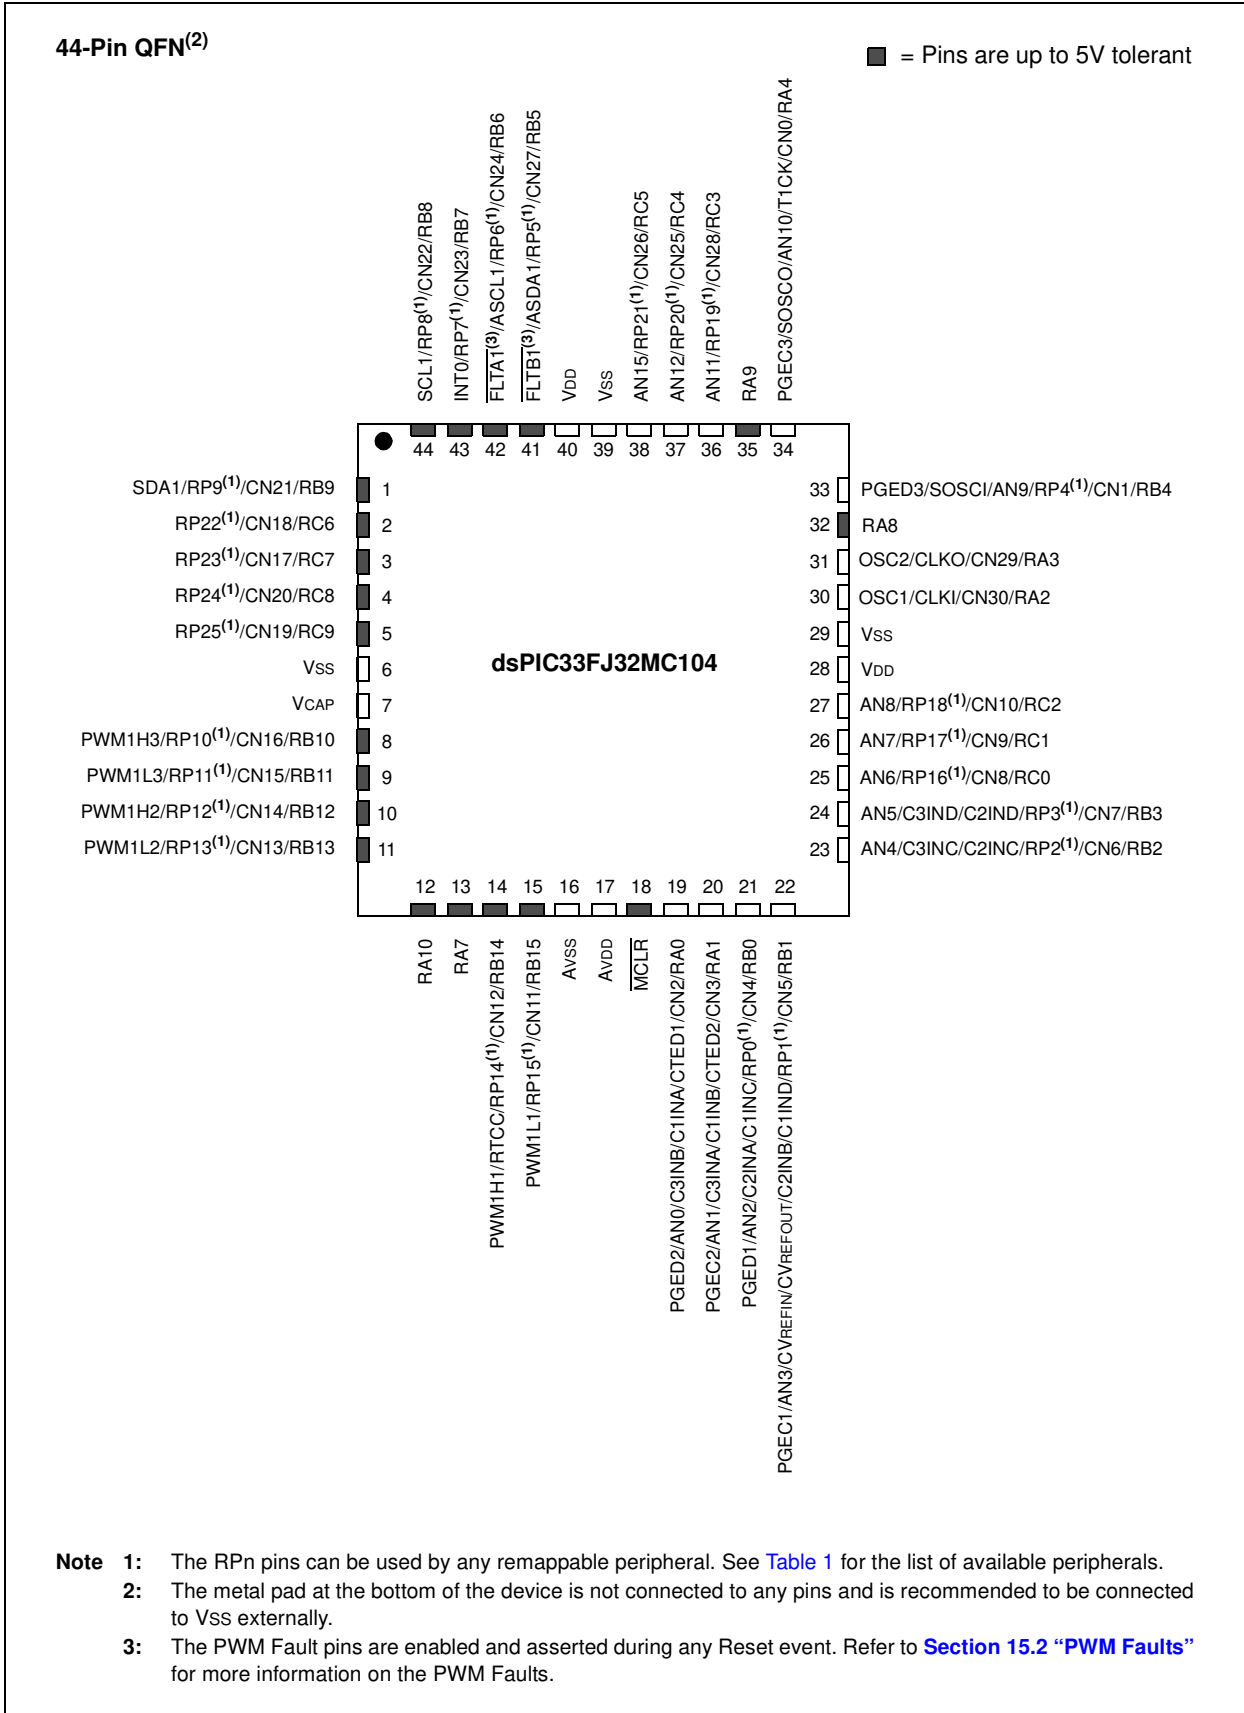 44-Pin QFN(2)
= Pins are up to 5V tolerant
SCL1/RP8(1)/CN22/RB8
INT0/RP7(1)/CN23/RB7
FLTA1(3)/ASCL1/RP6(1)/CN24/RB6
FLTB1(3)/ASDA1/RP5(1)/CN27/RB5
VDD
VSS
AN15/RP21(1)/CN26/RC5
AN12/RP20(1)/CN25/RC4
AN11/RP19(1)/CN28/RC3
RA9
PGEC3/SOSCO/AN10/T1CK/CN0/RA4
44 43 42 41 40 39 38 37 36 35 34
SDA1/RP9(1)/CN21/RB9 1
RP22(1)/CN18/RC6 2
RP23(1)/CN17/RC7 3
RP24(1)/CN20/RC8 4
RP25(1)/CN19/RC9 5
VSS 6
VCAP 7
PWM1H3/RP10(1)/CN16/RB10 8
PWM1L3/RP11(1)/CN15/RB11 9
PWM1H2/RP12(1)/CN14/RB12 10
PWM1L2/RP13(1)/CN13/RB13 11
dsPIC33FJ32MC104
33 PGED3/SOSCI/AN9/RP4(1)/CN1/RB4
32 RA8
31 OSC2/CLKO/CN29/RA3
30 OSC1/CLKI/CN30/RA2
29 VSS
28 VDD
27 AN8/RP18(1)/CN10/RC2
26 AN7/RP17(1)/CN9/RC1
25 AN6/RP16(1)/CN8/RC0
24 AN5/C3IND/C2IND/RP3(1)/CN7/RB3
23 AN4/C3INC/C2INC/RP2(1)/CN6/RB2
12 13 14 15 16 17 18 19 20 21 22
RA10
RA7
PWM1H1/RTCC/RP14(1)/CN12/RB14
PWM1L1/RP15(1)/CN11/RB15
AVSS
AVDD
MCLR
PGED2/AN0/C3INB/C1INA/CTED1/CN2/RA0
PGEC2/AN1/C3INA/C1INB/CTED2/CN3/RA1
PGED1/AN2/C2INA/C1INC/RP0(1)/CN4/RB0
PGEC1/AN3/CVREFIN/CVREFOUT/C2INB/C1IND/RP1(1)/CN5/RB1
Note 1: The RPn pins can be used by any remappable peripheral. See Table 1 for the list of available peripherals.
2: The metal pad at the bottom of the device is not connected to any pins and is recommended to be connected
to VSS externally.
3: The PWM Fault pins are enabled and asserted during any Reset event. Refer to Section 15.2 “PWM Faults”
for more information on the PWM Faults.